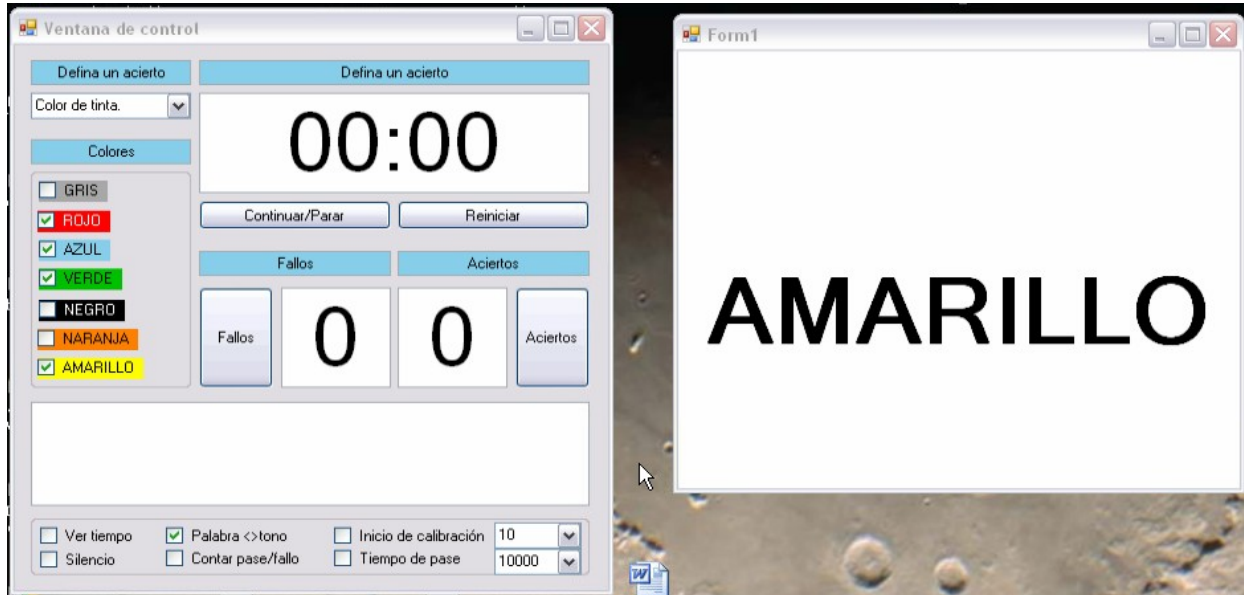 Ventana de control
Defina un acierto
Defina un acierto
Color de tinta.
00:00
Colores
GRIS
ROJO
AZUL
VERDE
NEGRO
NARANJA
AMARILLO
Continuar/Parar
Reiniciar
Fallos
Aciertos
Fallos
0
0
Aciertos
Ver tiempo
Palabra <>tono
Inicio de calibración
10
Silencio
Contar pase/fallo
Tiempo de pase
10000
Form1
AMARILLO
W